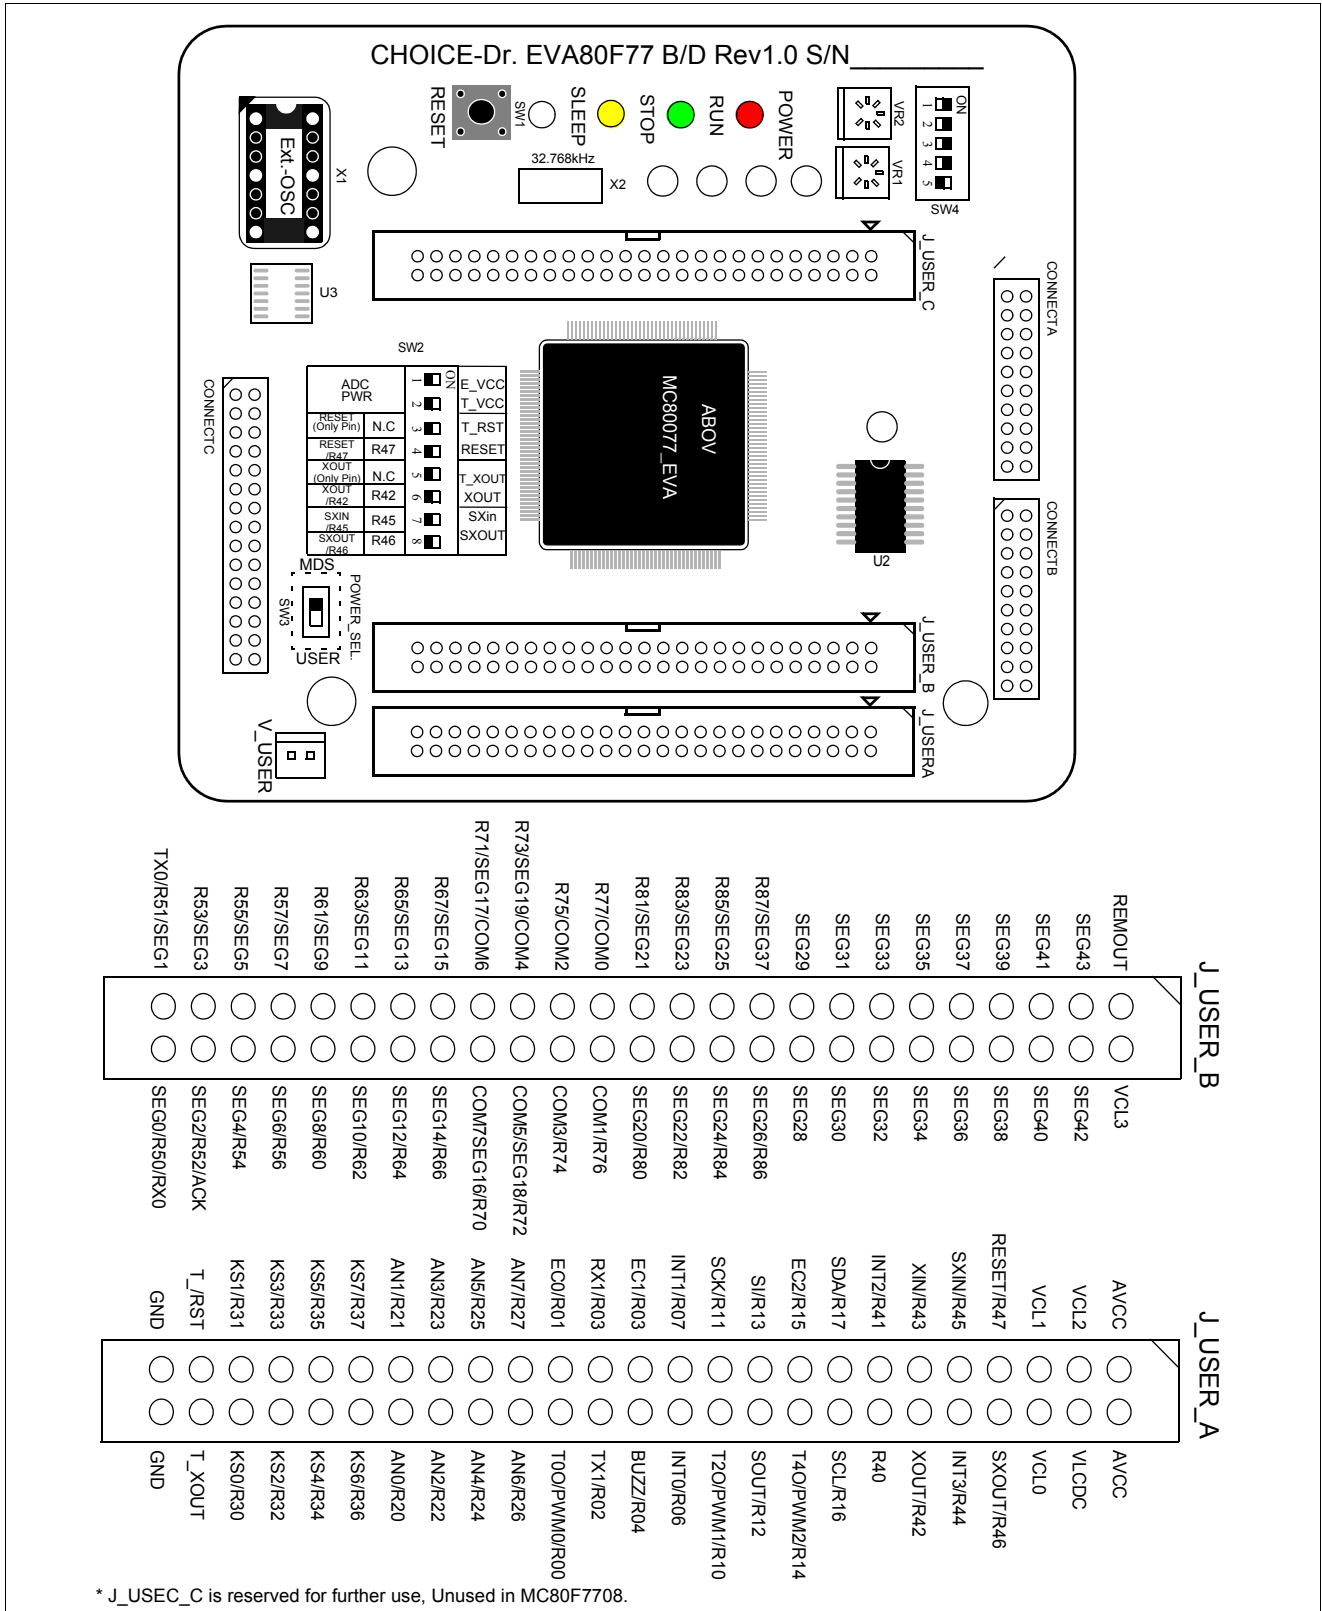 CHOICE-Dr. EVA80F77 B/D Rev1.0 S/N__________
RESET
SW1
SLEEP
STOP
RUN
POWER
VR2
VR1
ON
1
2
3
4
5
SW4
Ext.-OSC
X1
32.768kHz
X2
J_USER_C
U3
CONNECTA
CONNECTC
SW2
ADC
PWR
1
ON
E_VCC
2
T_VCC
RESET
(Only Pin)
N.C
3
T_RST
RESET
/R47
R47
4
RESET
XOUT
(Only Pin)
N.C
5
T_XOUT
XOUT
/R42
R42
6
XOUT
SXIN
/R45
R45
7
SXin
SXOUT
/R46
R46
8
SXOUT
ABOV
MC80077_EVA
U2
CONNECTB
MDS
SW3
POWER_SEL.
USER
J_USER_B
V_USER
J_USERA
TX0/R51/SEG1
R53/SEG3
R55/SEG5
R57/SEG7
R61/SEG9
R63/SEG11
R65/SEG13
R67/SEG15
R71/SEG17/COM6
R73/SEG19/COM4
R75/COM2
R77/COM0
R81/SEG21
R83/SEG23
R85/SEG25
R87/SEG37
SEG29
SEG31
SEG33
SEG35
SEG37
SEG39
SEG41
SEG43
REMOUT
J_USER_B
SEG0/R50/RX0
SEG2/R52/ACK
SEG4/R54
SEG6/R56
SEG8/R60
SEG10/R62
SEG12/R64
SEG14/R66
COM7SEG16/R70
COM5/SEG18/R72
COM3/R74
COM1/R76
SEG20/R80
SEG22/R82
SEG24/R84
SEG26/R86
SEG28
SEG30
SEG32
SEG34
SEG36
SEG38
SEG40
SEG42
VCL3
GND
T_/RST
KS1/R31
KS3/R33
KS5/R35
KS7/R37
AN1/R21
AN3/R23
AN5/R25
AN7/R27
EC0/R01
RX1/R03
EC1/R03
INT1/R07
SCK/R11
SI/R13
EC2/R15
SDA/R17
INT2/R41
XIN/R43
SXIN/R45
RESET/R47
VCL1
VCL2
AVCC
J_USER_A
GND
T_XOUT
KS0/R30
KS2/R32
KS4/R34
KS6/R36
AN0/R20
AN2/R22
AN4/R24
AN6/R26
T0O/PWM0/R00
TX1/R02
BUZZ/R04
INT0/R06
T2O/PWM1/R10
SOUT/R12
T4O/PWM2/R14
SCL/R16
R40
XOUT/R42
INT3/R44
SXOUT/R46
VCL0
VLCDC
AVCC
* J_USEC_C is reserved for further use, Unused in MC80F7708.